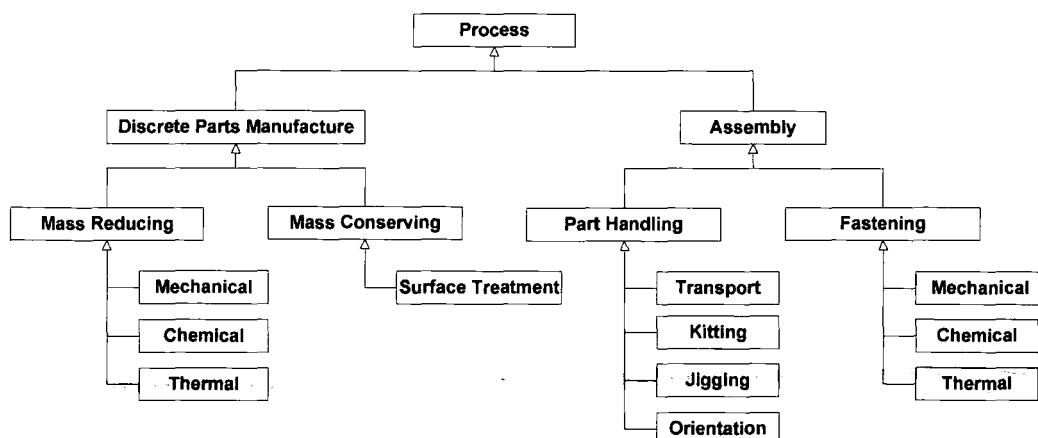 Process
Discrete Parts Manufacture
Assembly
Mass Reducing
Mass Conserving
Part Handling
Fastening
Mechanical
Surface Treatment
Transport
Mechanical
Chemical
Kitting
Chemical
Thermal
Jigging
Thermal
Orientation